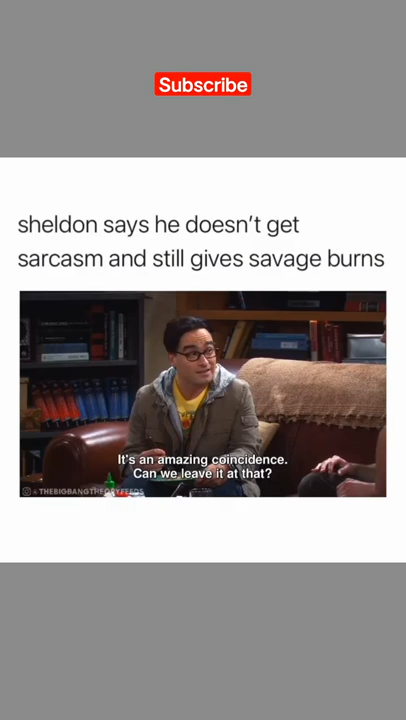 Subscribe
sheldon says he doesn't get
sarcasm and still gives savage burns
It's an amazing coincidence.
Can we leave it at that?
@THEBIGBANGTHEORYFEEDS